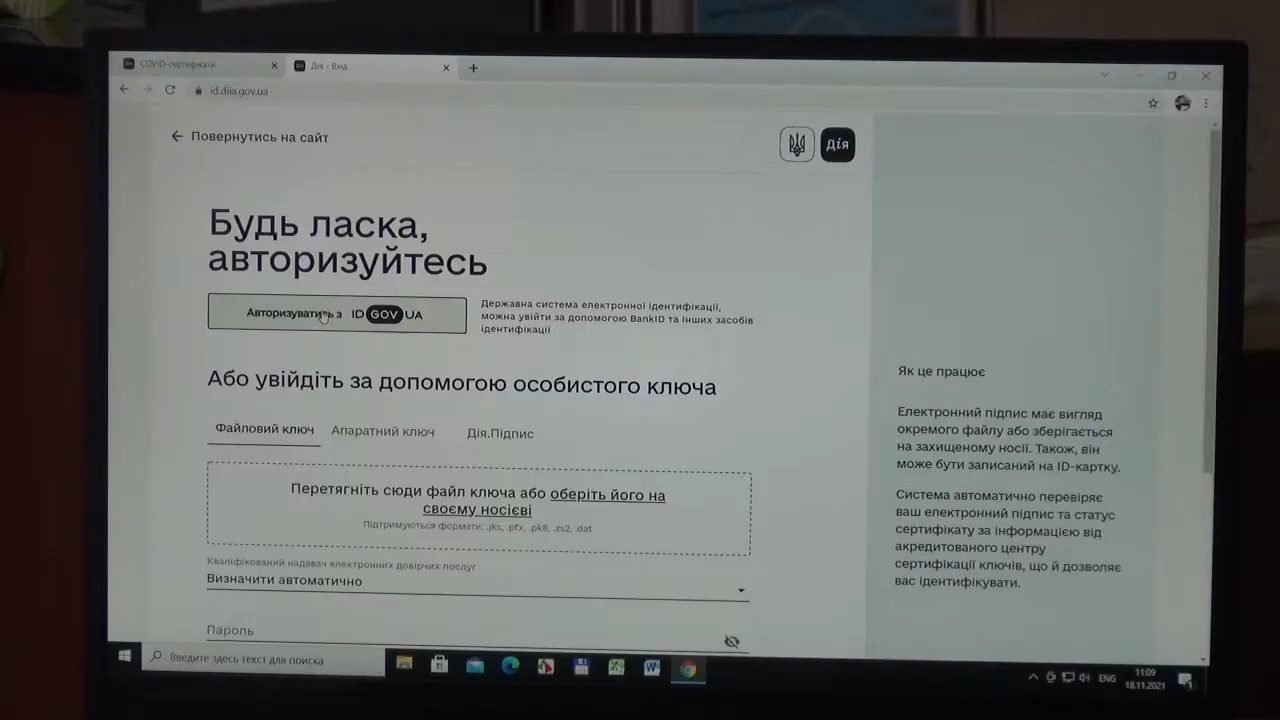 COVID-сертифікати
Дія - Вхід
id.diia.gov.ua
Повернутись на сайт
Дія
Будь ласка,
авторизуйтесь
Авторизуватись з ID GOV UA
Державна система електронної ідентифікації,
можна увійти за допомогою BankID та інших засобів
ідентифікації
Або увійдіть за допомогою особистого ключа
Файловий ключ Апаратний ключ Дія.Підпис
Перетягніть сюди файл ключа або оберіть його на
своєму носієві
Підтримуються формати: .jks, .pfx, .pk8, .zs2, .dat
Кваліфікований надавач електронних довірчих послуг
Визначити автоматично
Пароль
Як це працює
Електронний підпис має вигляд
окремого файлу або зберігається
на захищеному носії. Також, він
може бути записаний на ID-картку.
Система автоматично перевіряє
ваш електронний підпис та статус
сертифікату за інформацією від
акредитованого центру
сертифікації ключів, що й дозволяє
вас ідентифікувати.
Введите здесь текст для поиска
ENG
11:09
18.11.2021